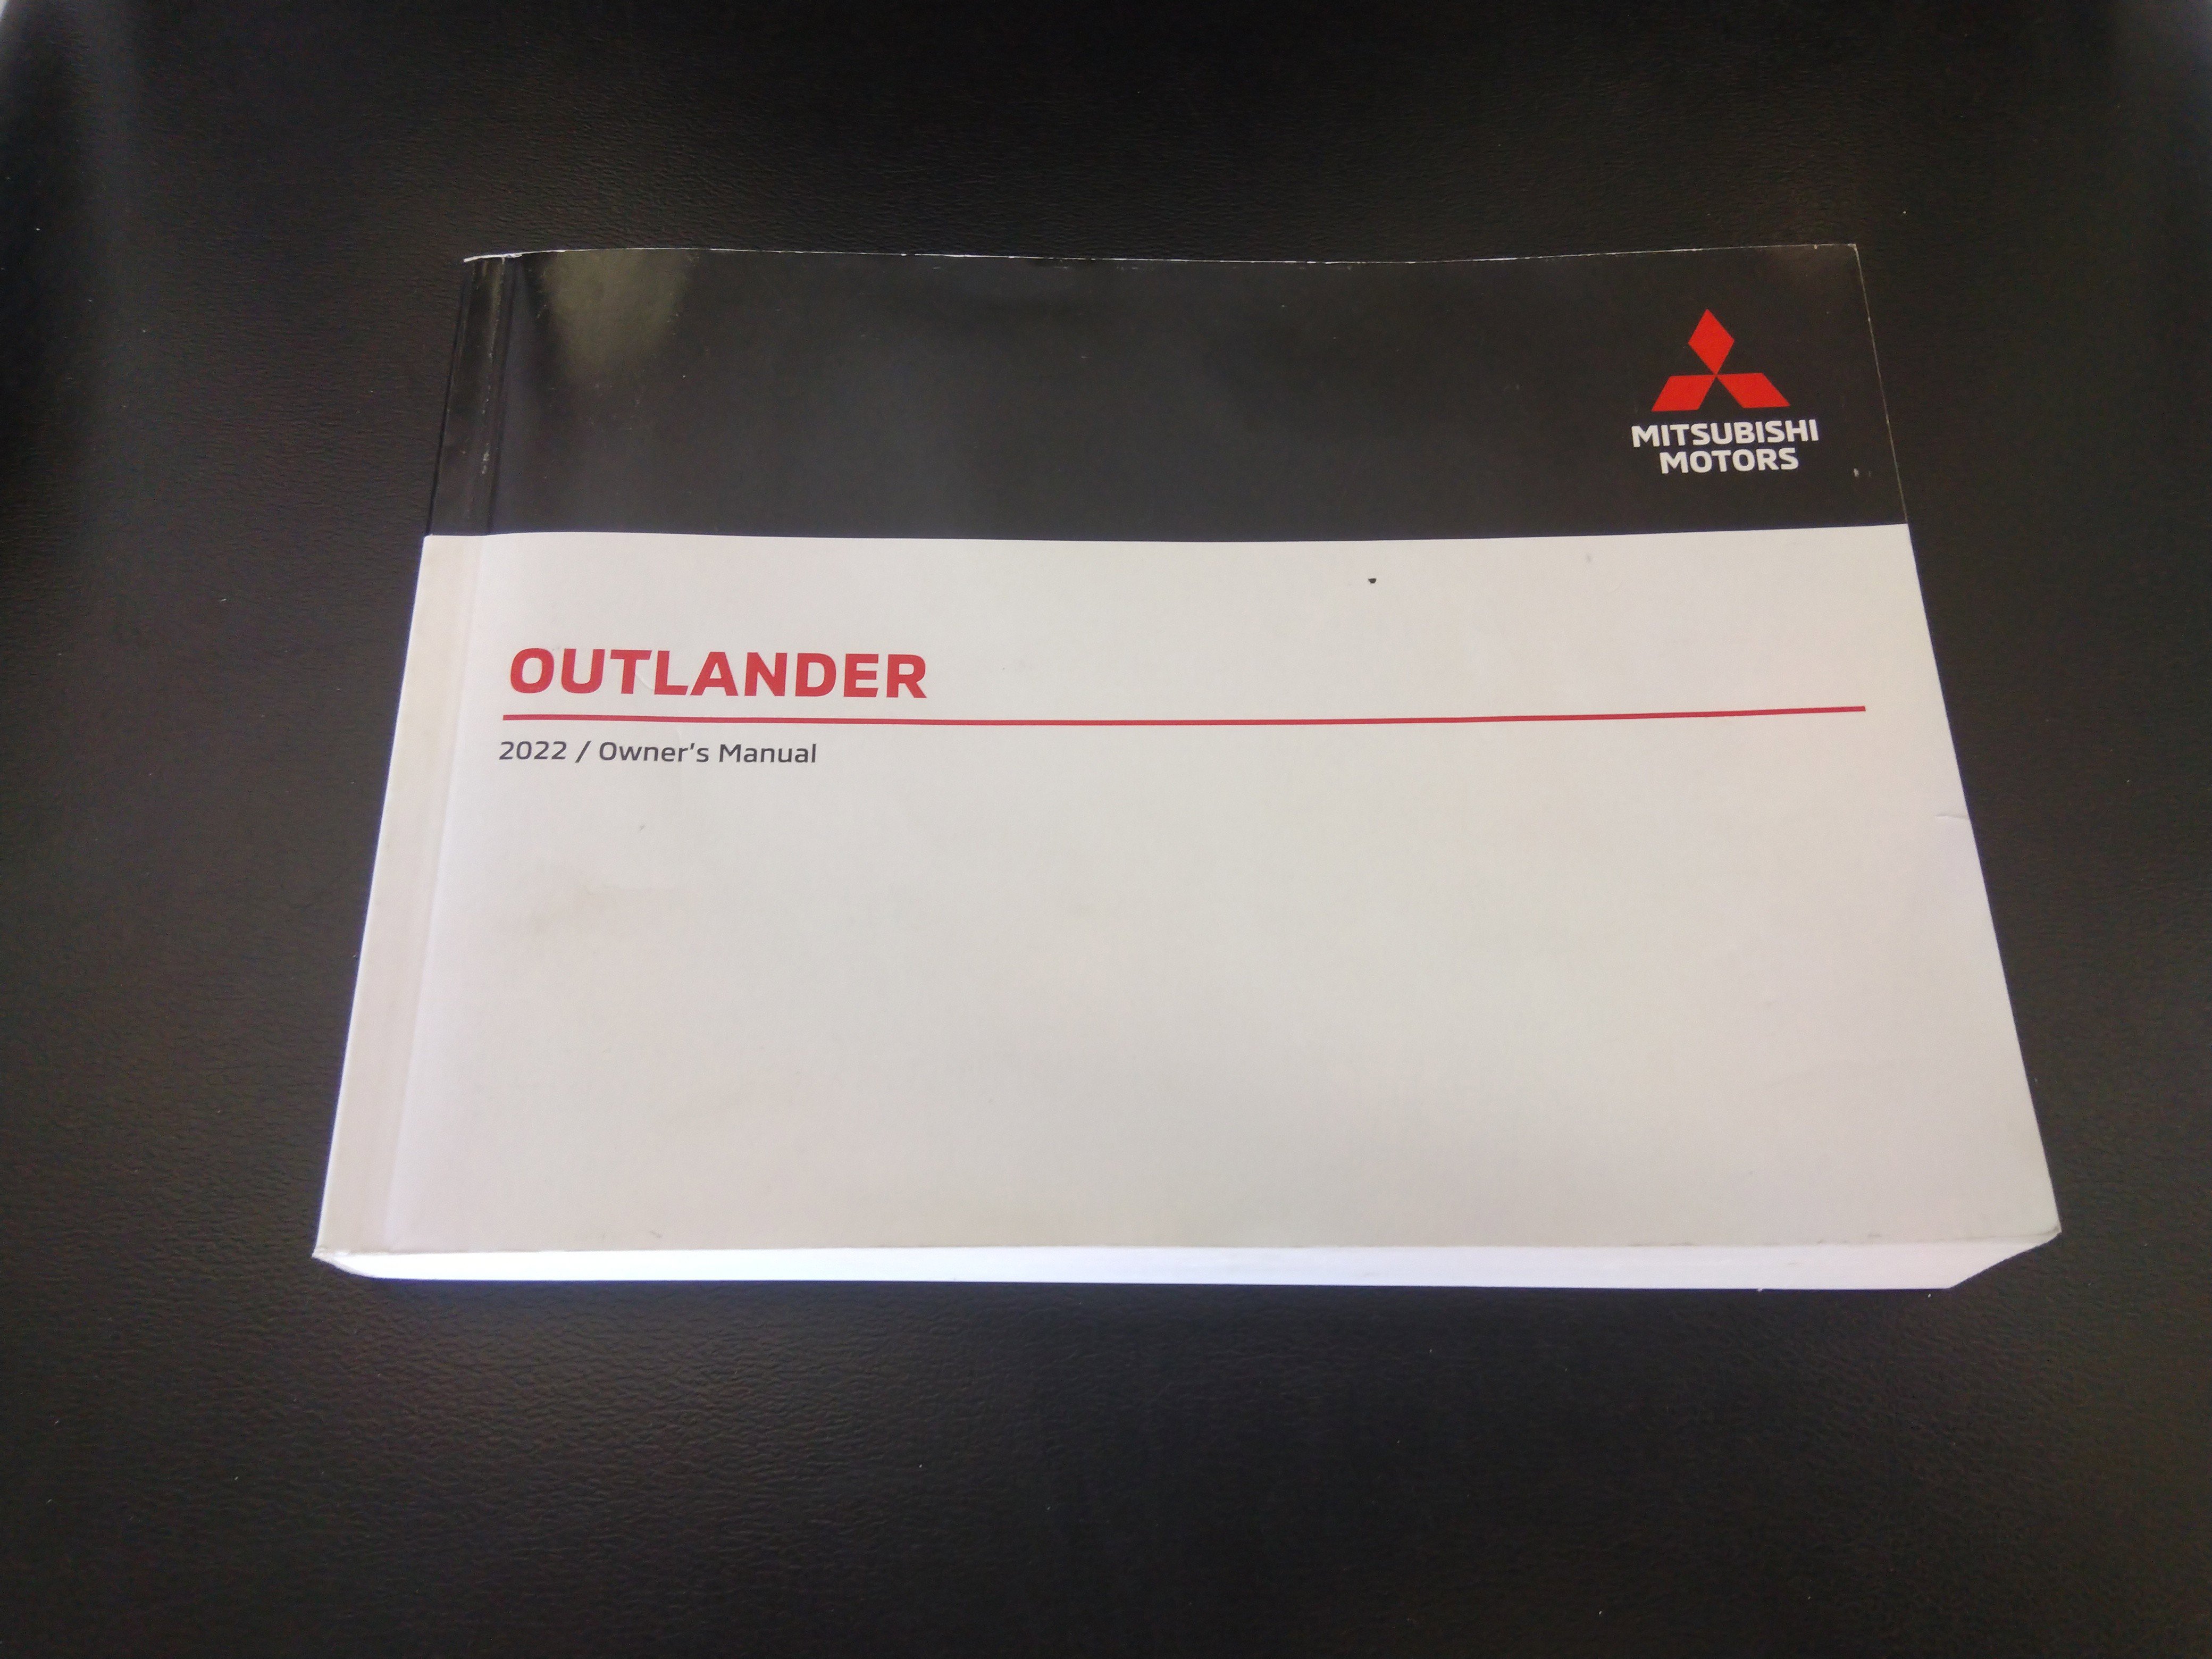 MITSUBISHI
MOTORS
OUTLANDER
2022 / Owner's Manual